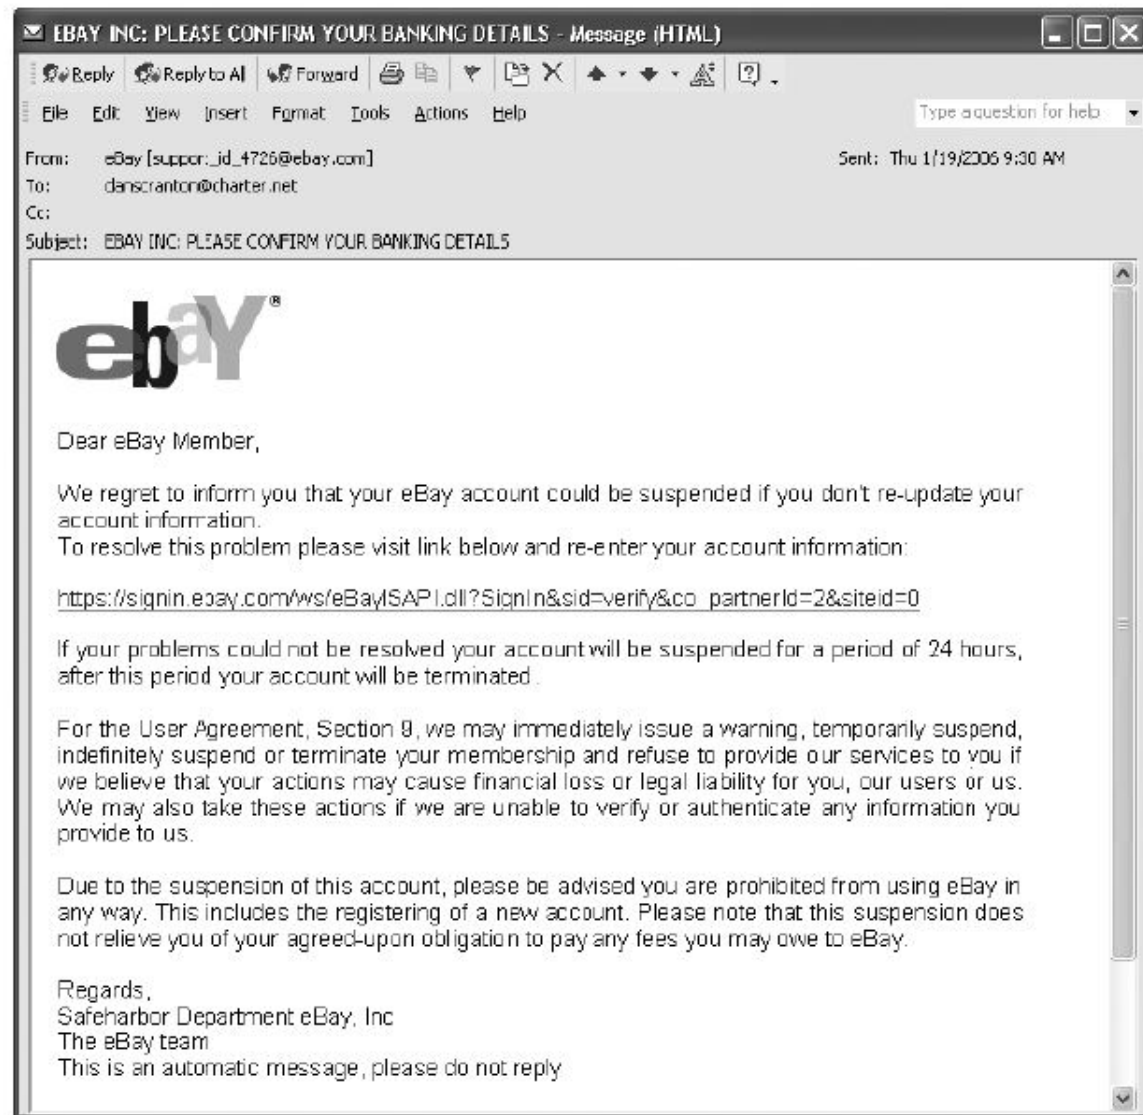 EBAY INC: PLEASE CONFIRM YOUR BANKING DETAILS - Message (HTML)
Reply Reply to All Forward
File Edit View Insert Format Tools Actions Help Type a question for help
From: eBay [support_id_4726@ebay.com] Sent: Thu 1/19/2006 9:30 AM
To: danscranton@charter.net
Cc:
Subject: EBAY INC: PLEASE CONFIRM YOUR BANKING DETAILS
ebaY®
Dear eBay Member,
We regret to inform you that your eBay account could be suspended if you don't re-update your
account information.
To resolve this problem please visit link below and re-enter your account information:
https://signin.ebay.com/ws/eBayISAPI.dll?SignIn&sid=verify&co_partnerId=2&siteid=0
If your problems could not be resolved your account will be suspended for a period of 24 hours,
after this period your account will be terminated.
For the User Agreement, Section 9, we may immediately issue a warning, temporarily suspend,
indefinitely suspend or terminate your membership and refuse to provide our services to you if
we believe that your actions may cause financial loss or legal liability for you, our users or us.
We may also take these actions if we are unable to verify or authenticate any information you
provide to us.
Due to the suspension of this account, please be advised you are prohibited from using eBay in
any way. This includes the registering of a new account. Please note that this suspension does
not relieve you of your agreed-upon obligation to pay any fees you may owe to eBay.
Regards,
Safeharbor Department eBay, Inc
The eBay team
This is an automatic message, please do not reply